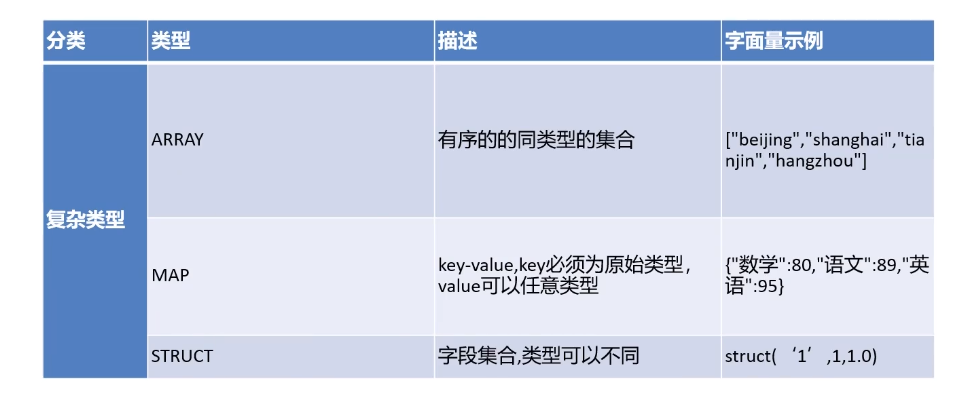 分类 类型 描述 字面量示例
复杂类型
ARRAY
有序的的同类型的集合
["beijing","shanghai","tia
njin","hangzhou"]
MAP
key-value,key必须为原始类型，
value可以任意类型
{"数学":80,"语文":89,"英
语":95}
STRUCT
字段集合,类型可以不同
struct(‘1’,1,1.0)